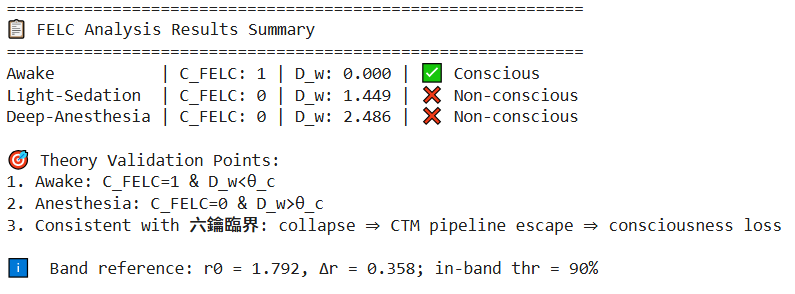 ============================================================
📋 FELC Analysis Results Summary
============================================================
Awake           | C_FELC: 1 | D_w: 0.000 | ✅ Conscious
Light-Sedation  | C_FELC: 0 | D_w: 1.449 | ❌ Non-conscious
Deep-Anesthesia | C_FELC: 0 | D_w: 2.486 | ❌ Non-conscious
🎯 Theory Validation Points:
1. Awake: C_FELC=1 & D_w<θ_c
2. Anesthesia: C_FELC=0 & D_w>θ_c
3. Consistent with 六鑰臨界: collapse ⇒ CTM pipeline escape ⇒ consciousness loss
ℹ️ Band reference: r0 = 1.792, Δr = 0.358; in-band thr = 90%